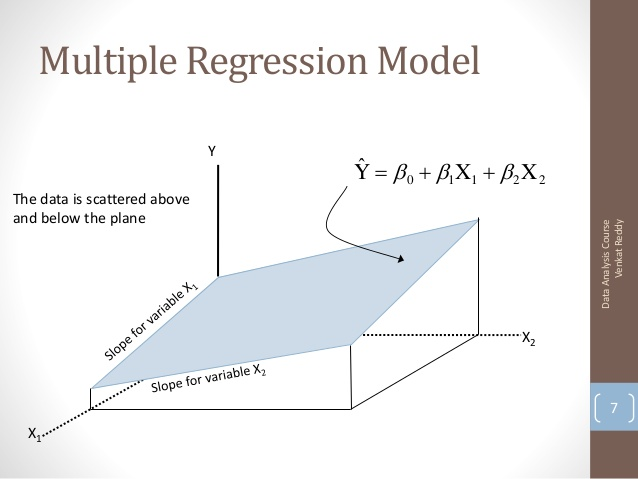 Multiple Regression Model
Y
Ŷ = β₀ + β₁X₁ + β₂X₂
The data is scattered above
and below the plane
Slope for variable X₁
Slope for variable X₂
X₂
X₁
Data Analysis Course
Venkat Reddy
7